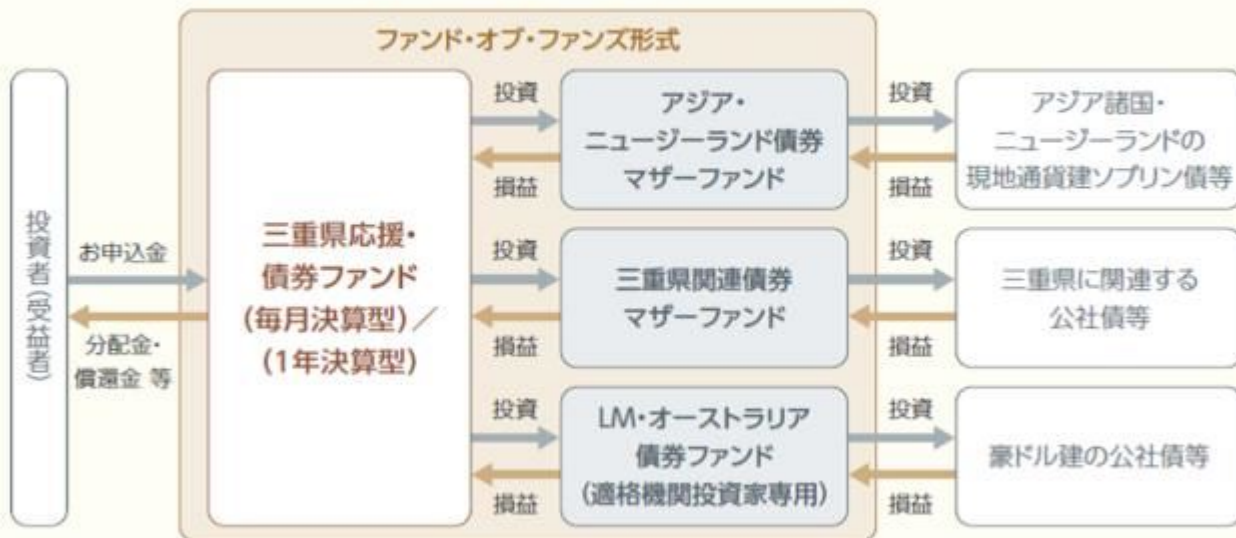 ファンド・オブ・ファンズ形式
投資者（受益者）
お申込金
分配金・
償還金 等
三重県応援・
債券ファンド
（毎月決算型）／
（1年決算型）
投資
損益
アジア・
ニュージーランド債券
マザーファンド
投資
損益
アジア諸国・
ニュージーランドの
現地通貨建ソブリン債等
投資
損益
三重県関連債券
マザーファンド
投資
損益
三重県に関連する
公社債等
投資
損益
LM・オーストラリア
債券ファンド
（適格機関投資家専用）
投資
損益
豪ドル建の公社債等